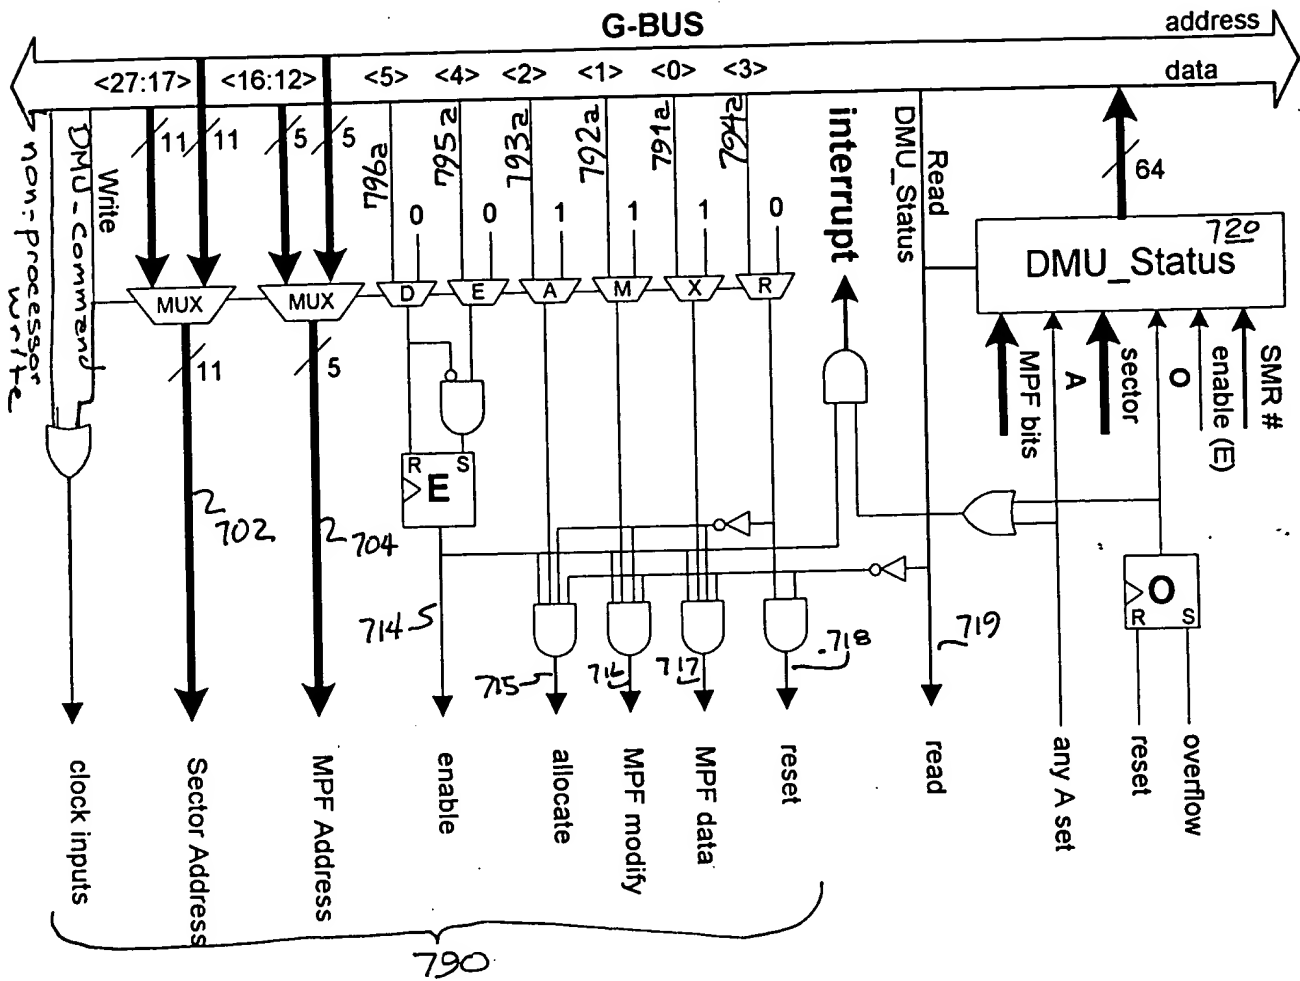 G-BUS
address
data
<27:17>
<16:12>
<5>
<4>
<2>
<1>
<0>
<3>
11
11
5
5
796a
795a
793a
792a
791a
794a
interrupt
Read
DMU_Status
64
non-processor
write
DMU-Command
Write
0
0
1
1
1
0
720
DMU_Status
MUX
MUX
D
E
A
M
X
R
11
5
MPF bits
A
sector
O
enable (E)
SMR #
R
S
E
702
704
O
R
S
714
715
716
717
718
719
clock inputs
Sector Address
MPF Address
enable
allocate
MPF modify
MPF data
reset
read
any A set
reset
overflow
790